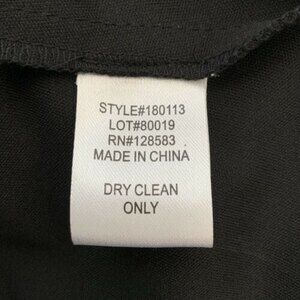 STYLE#180113
LOT#80019
RN#128583
MADE IN CHINA
DRY CLEAN
ONLY